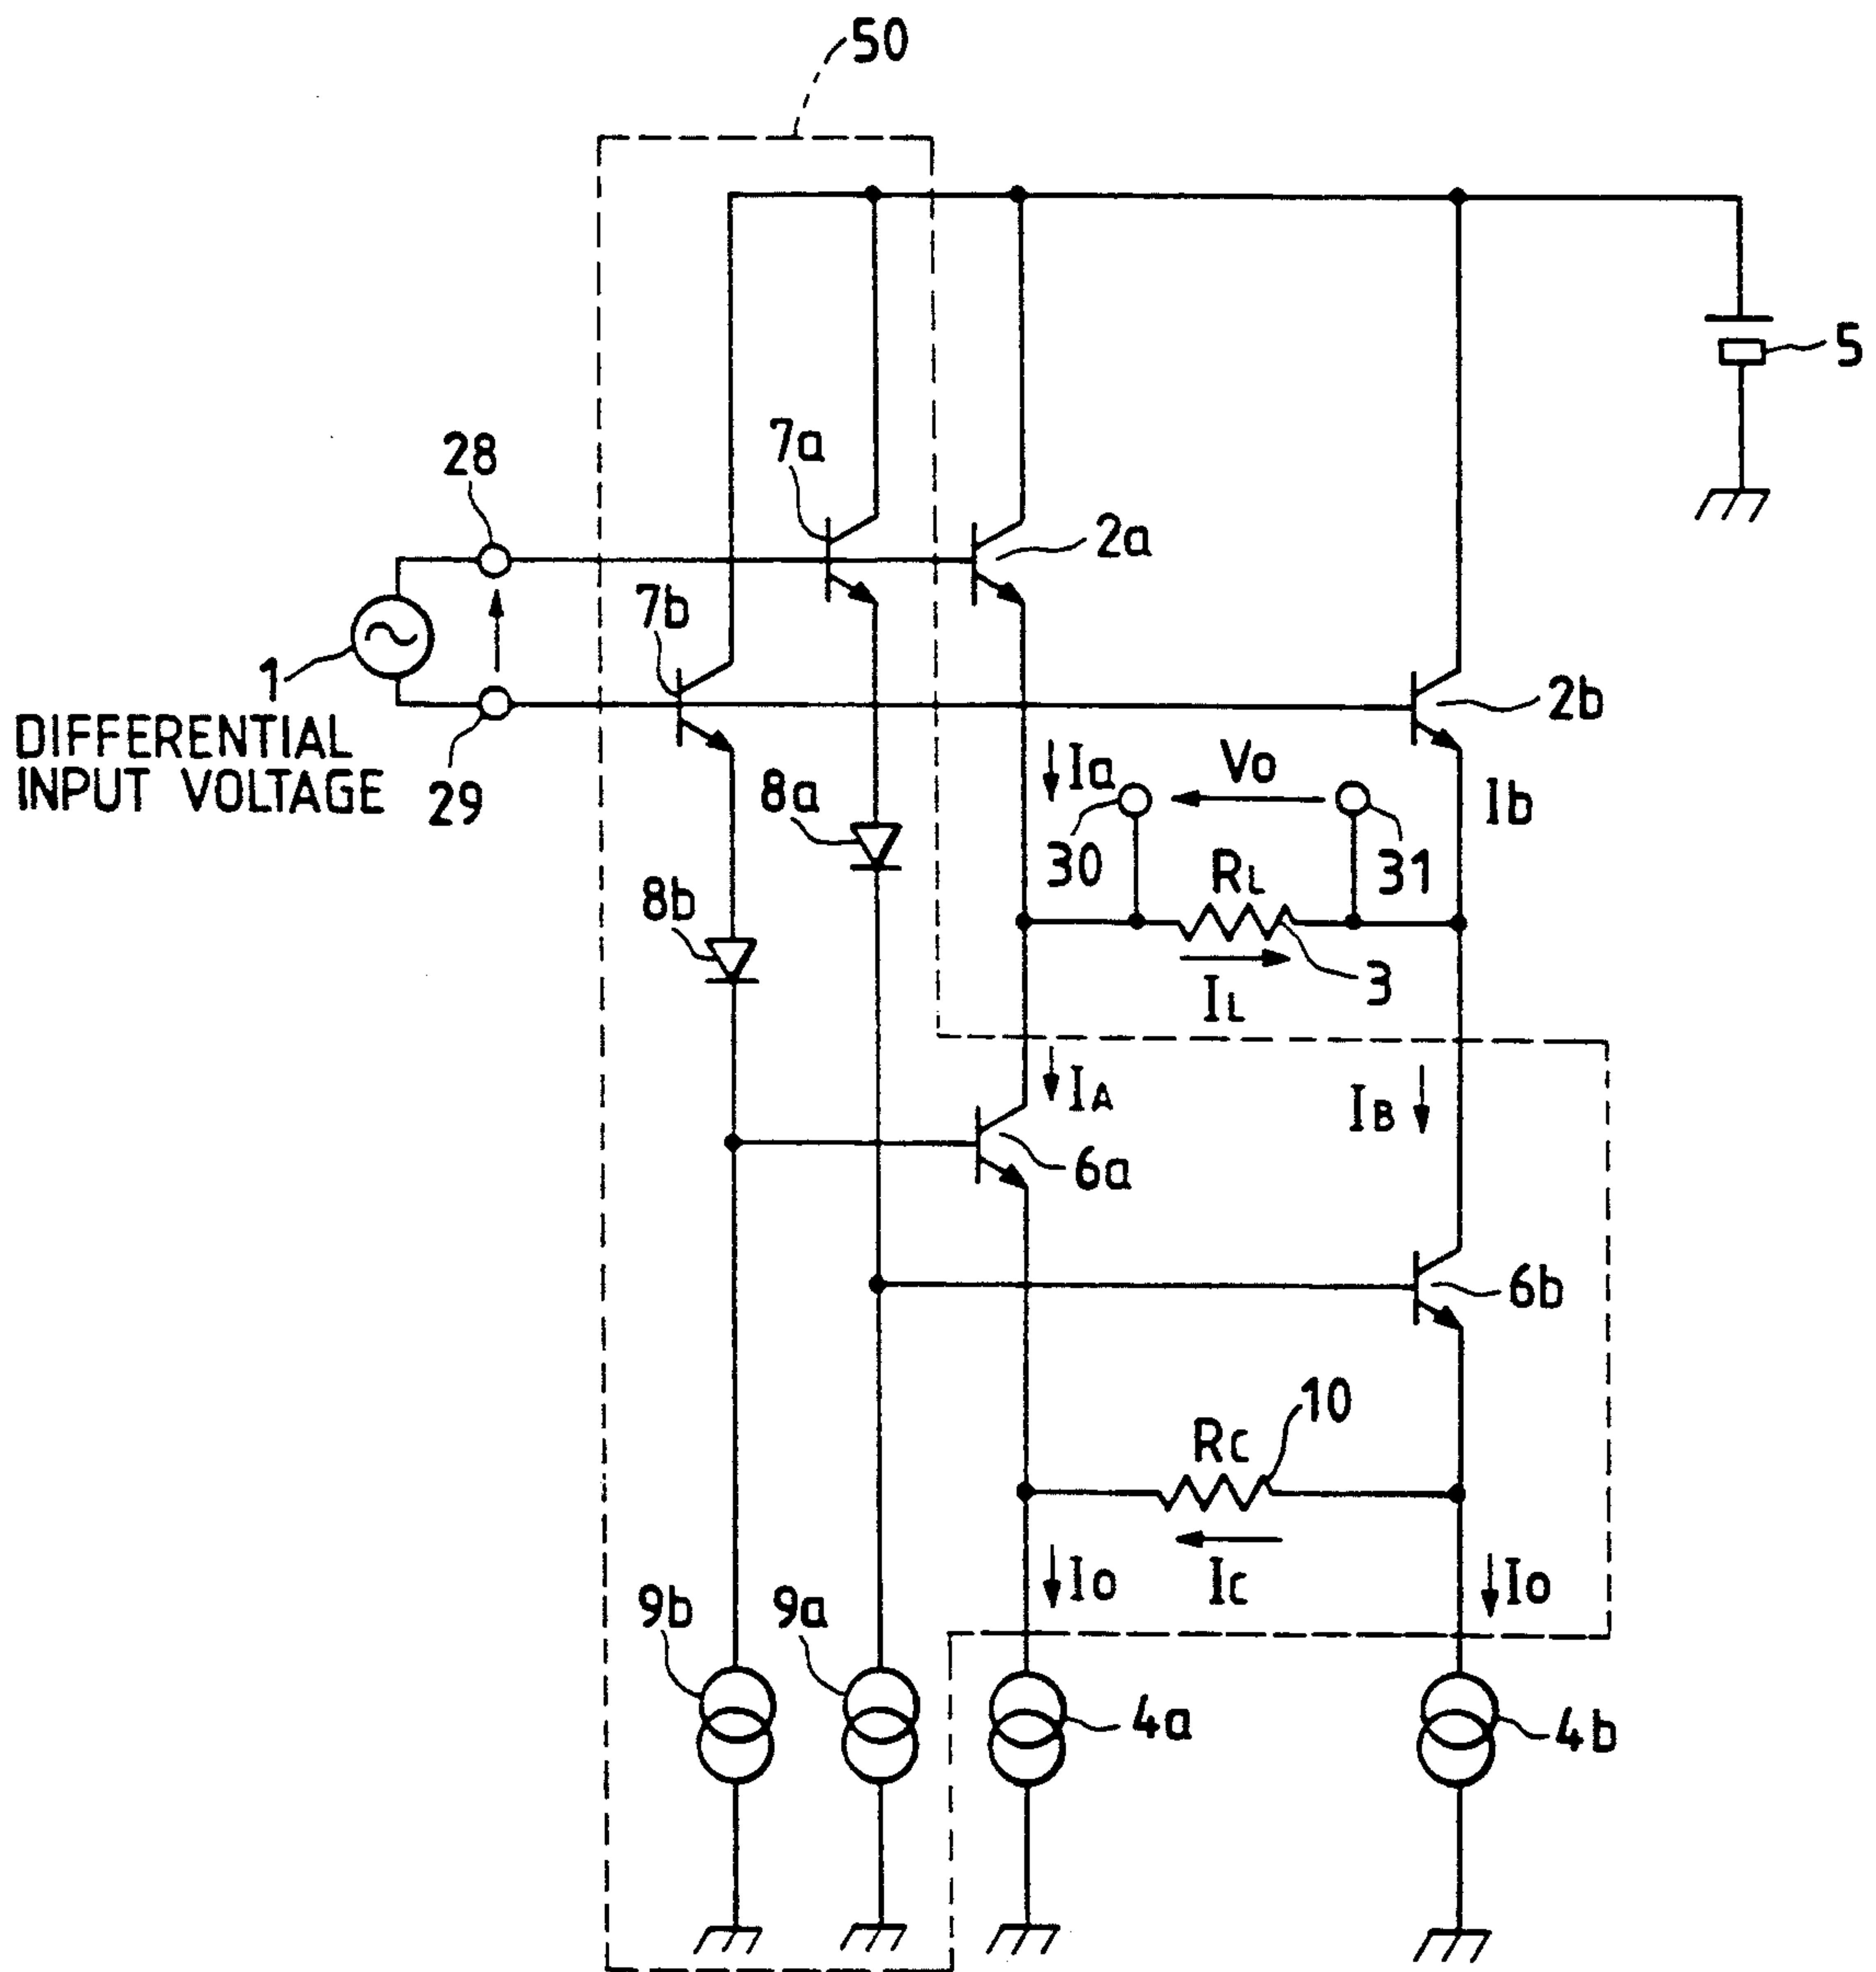 50
5
7a
28
2a
7b
1
DIFFERENTIAL
INPUT VOLTAGE
29
2b
Ia
Vo
Ib
8a
30
RL
31
8b
IL
3
IA
IB
6a
6b
10
Rc
Io
Ic
Io
9b
9a
4a
4b